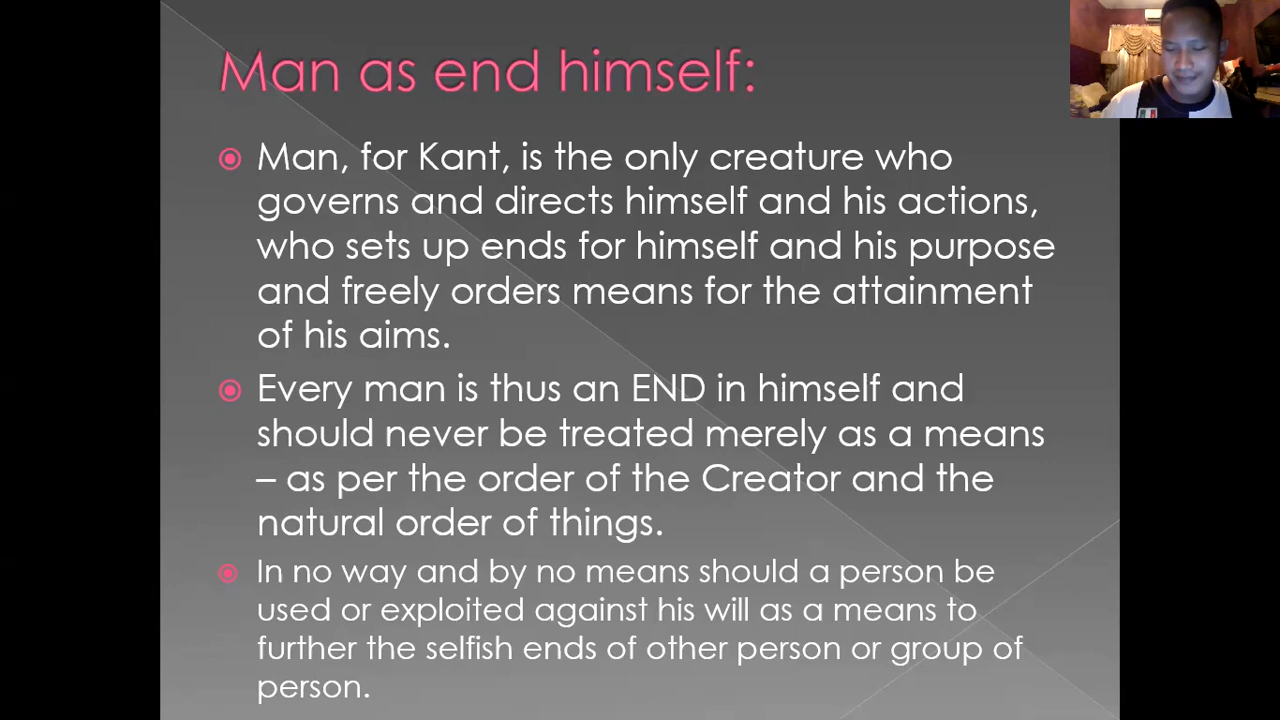 Man as end himself:
Man, for Kant, is the only creature who
governs and directs himself and his actions,
who sets up ends for himself and his purpose
and freely orders means for the attainment
of his aims.
Every man is thus an END in himself and
should never be treated merely as a means
– as per the order of the Creator and the
natural order of things.
In no way and by no means should a person be
used or exploited against his will as a means to
further the selfish ends of other person or group of
person.